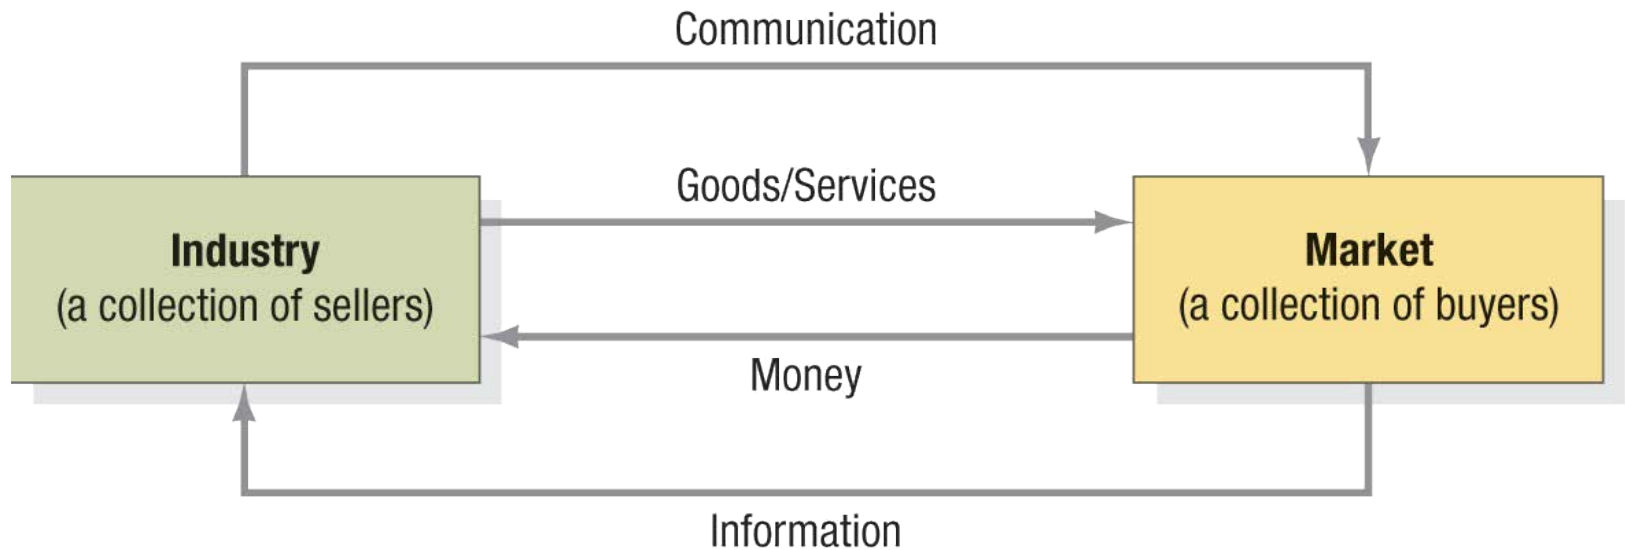 Communication
Goods/Services
Industry
(a collection of sellers)
Market
(a collection of buyers)
Money
Information